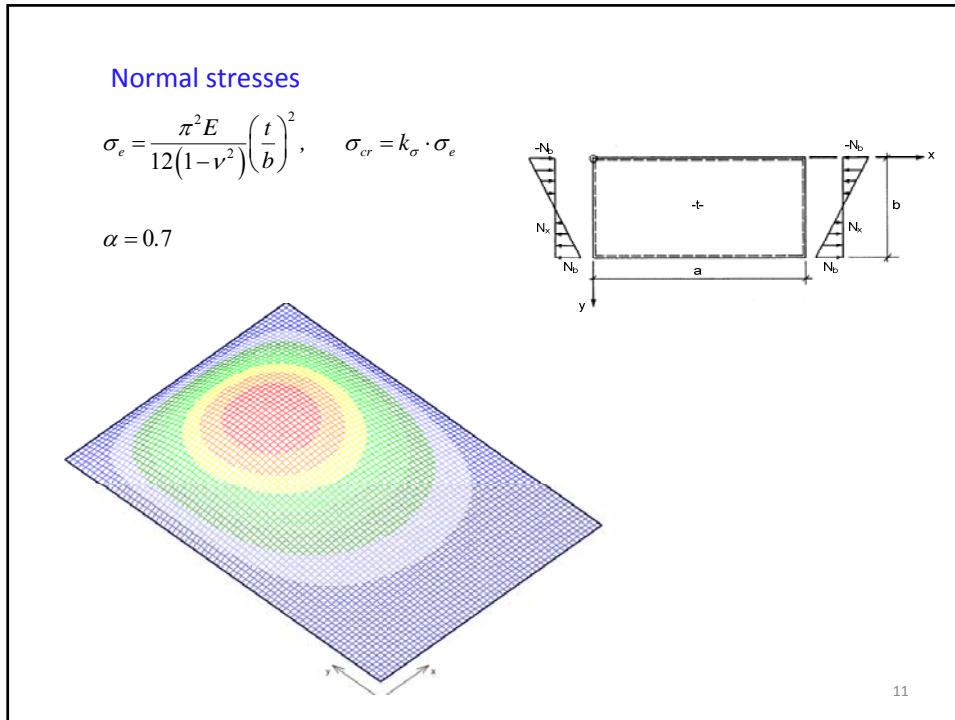 Normal stresses
σ_e = π²E / 12(1−ν²) (t/b)² ,    σ_cr = k_σ · σ_e
α = 0.7
-N_b
-N_b
x
-t-
b
N_x
N_x
N_b
N_b
a
y
y
x
11